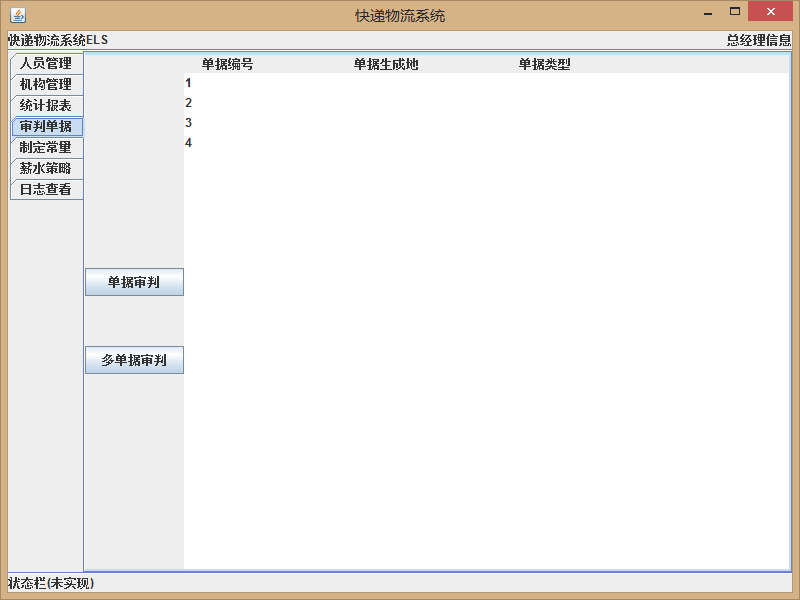 快递物流系统
快递物流系统ELS 总经理信息
人员管理
机构管理
统计报表
审判单据
制定常量
薪水策略
日志查看
单据编号 单据生成地 单据类型
1
2
3
4
单据审判
多单据审判
状态栏(未实现)